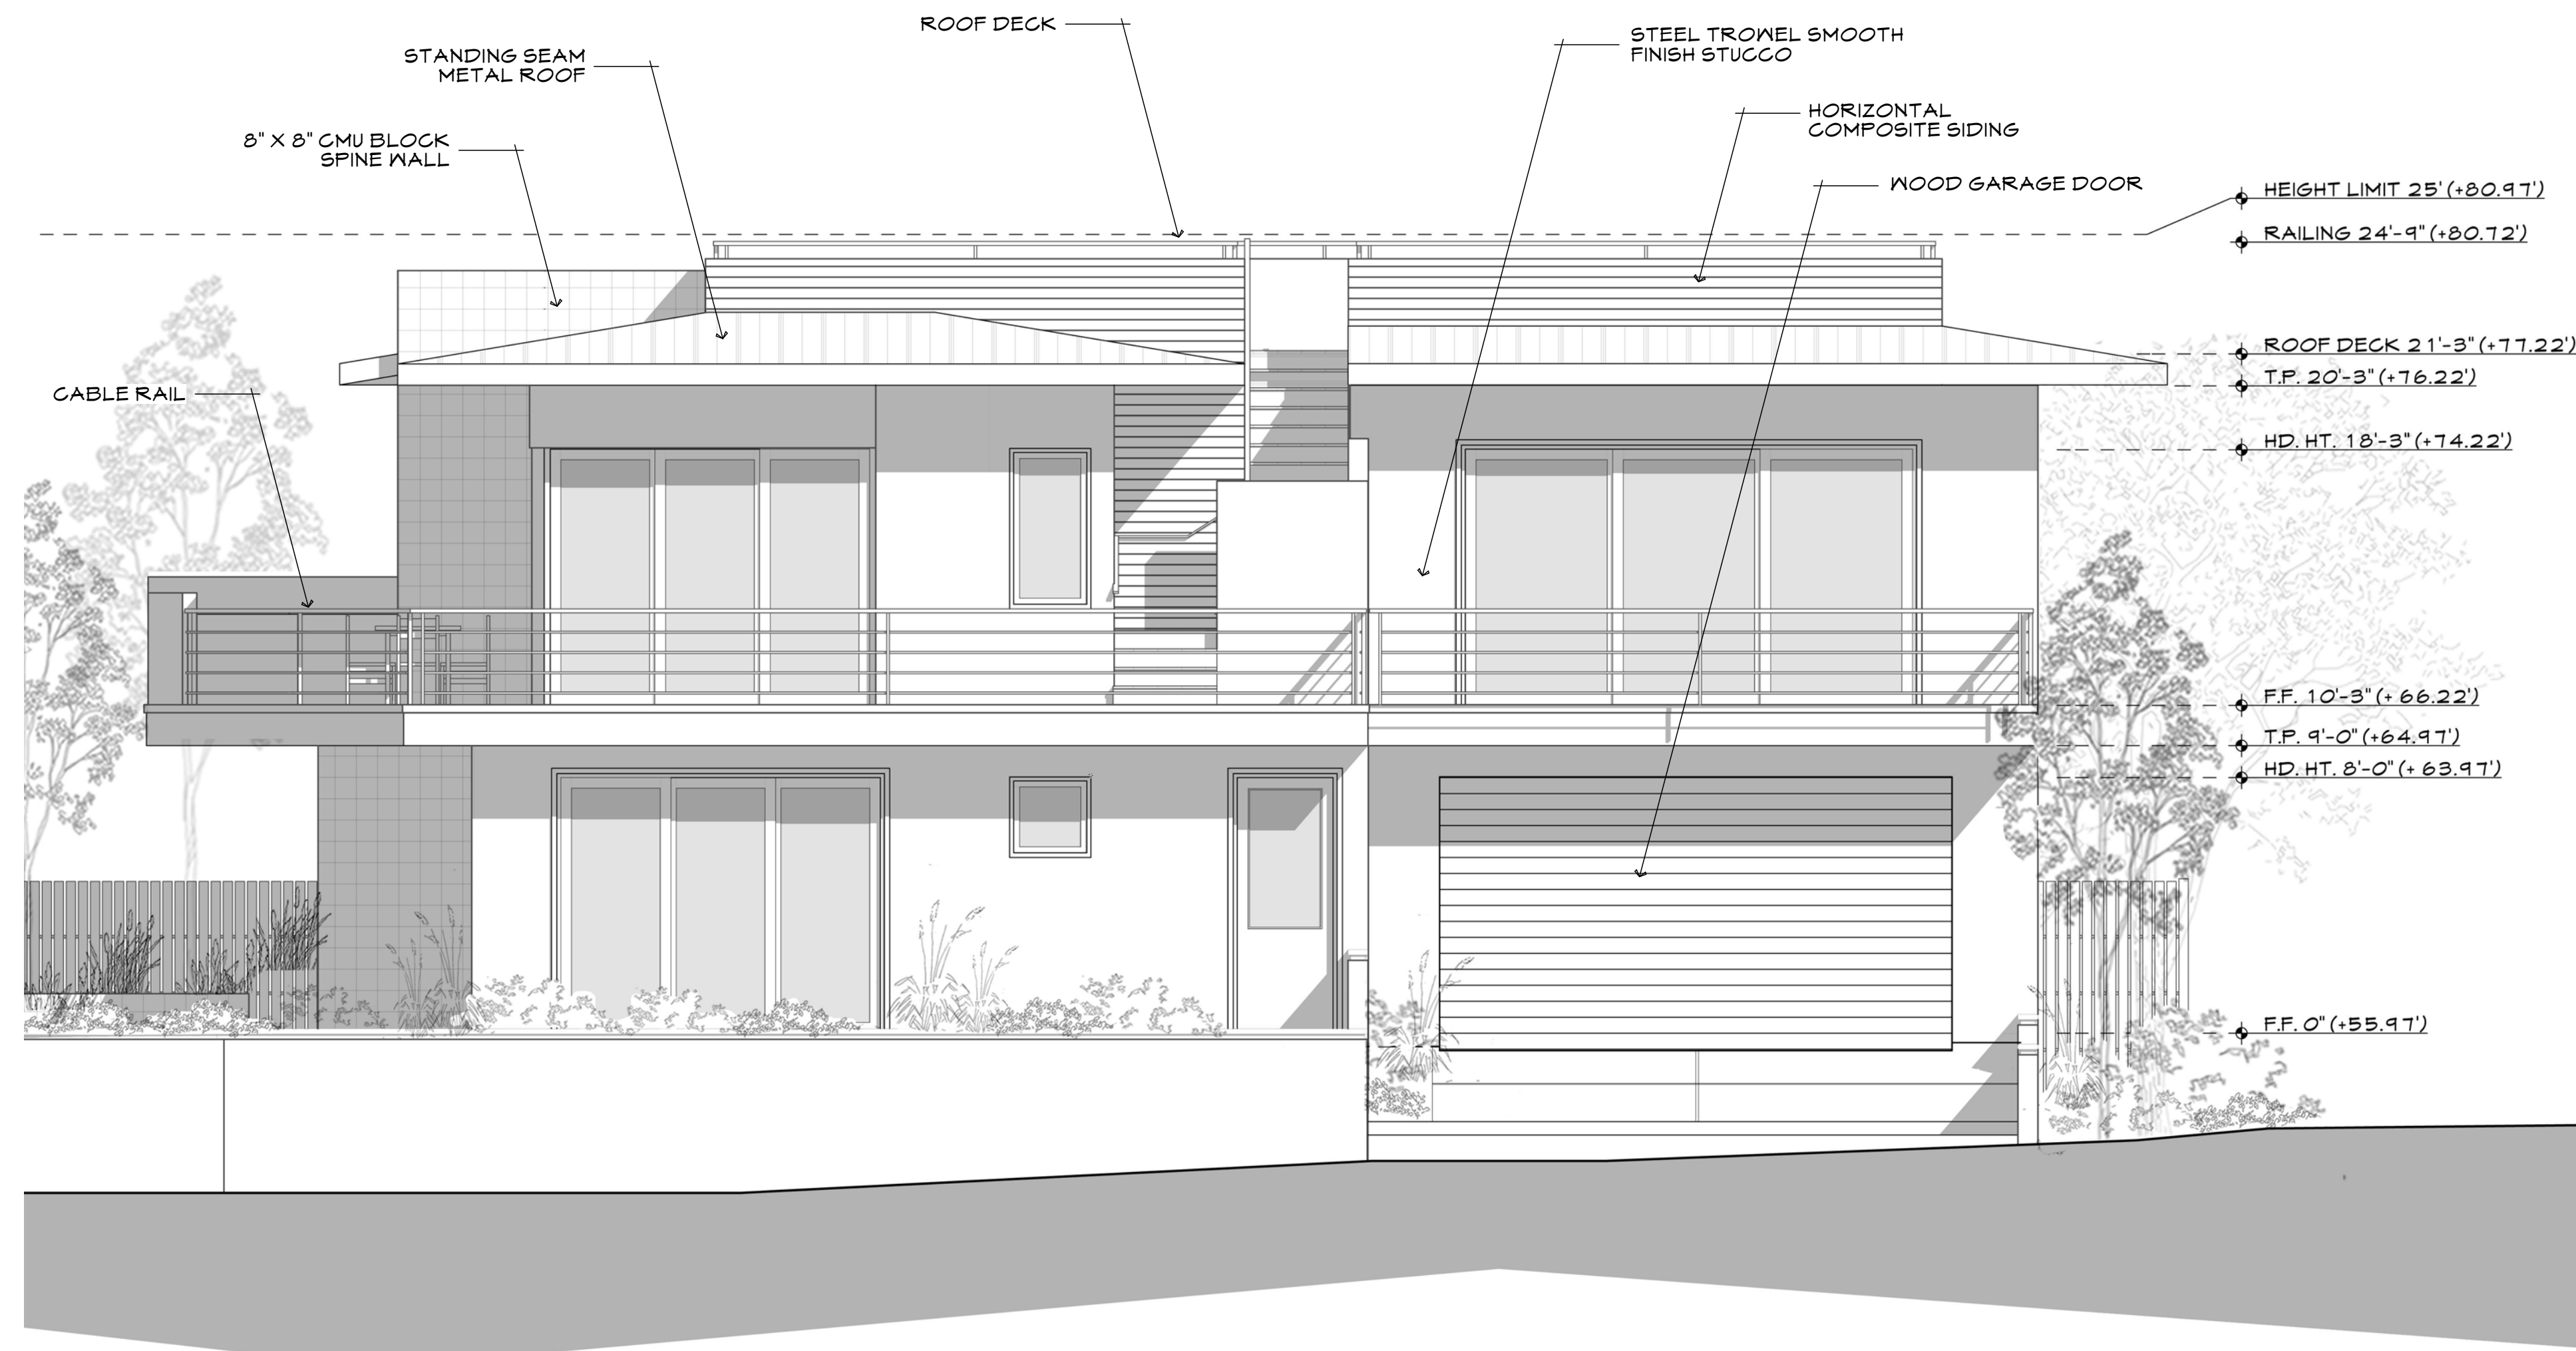 ROOF DECK
STANDING SEAM
METAL ROOF
STEEL TROWEL SMOOTH
FINISH STUCCO
8" X 8" CMU BLOCK
SPINE WALL
HORIZONTAL
COMPOSITE SIDING
WOOD GARAGE DOOR
CABLE RAIL
HEIGHT LIMIT 25' (+80.97')
RAILING 24'-9" (+80.72')
ROOF DECK 21'-3" (+77.22')
T.P. 20'-3" (+76.22')
HD. HT. 18'-3" (+74.22')
F.F. 10'-3" (+ 66.22')
T.P. 9'-0" (+64.97')
HD. HT. 8'-0" (+ 63.97')
F.F. 0" (+55.97')